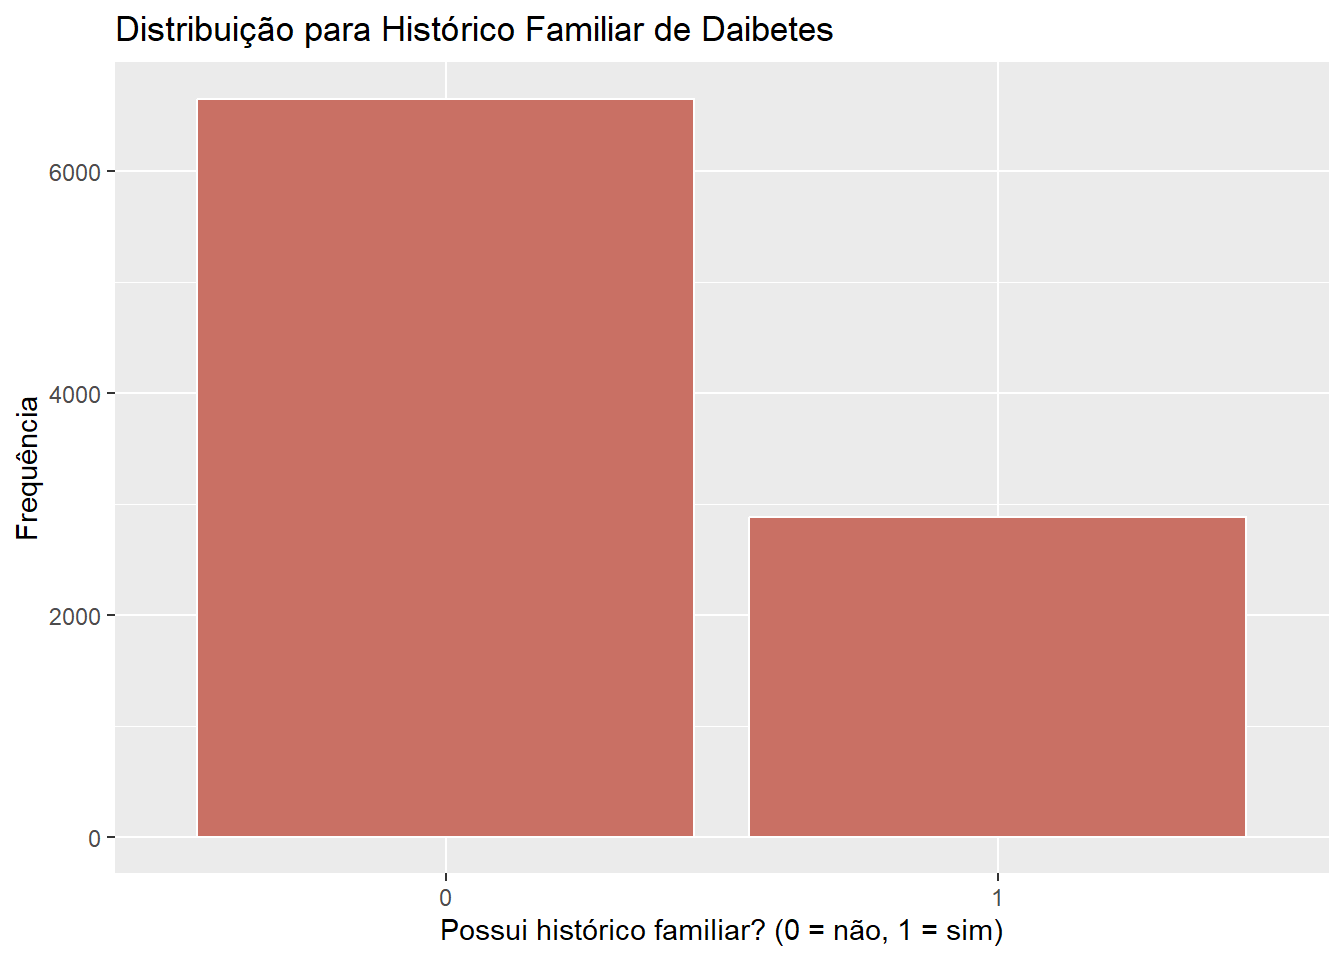 Distribuição para Histórico Familiar de Daibetes
6000
4000
2000
0
Frequência
0
1
Possui histórico familiar? (0 = não, 1 = sim)